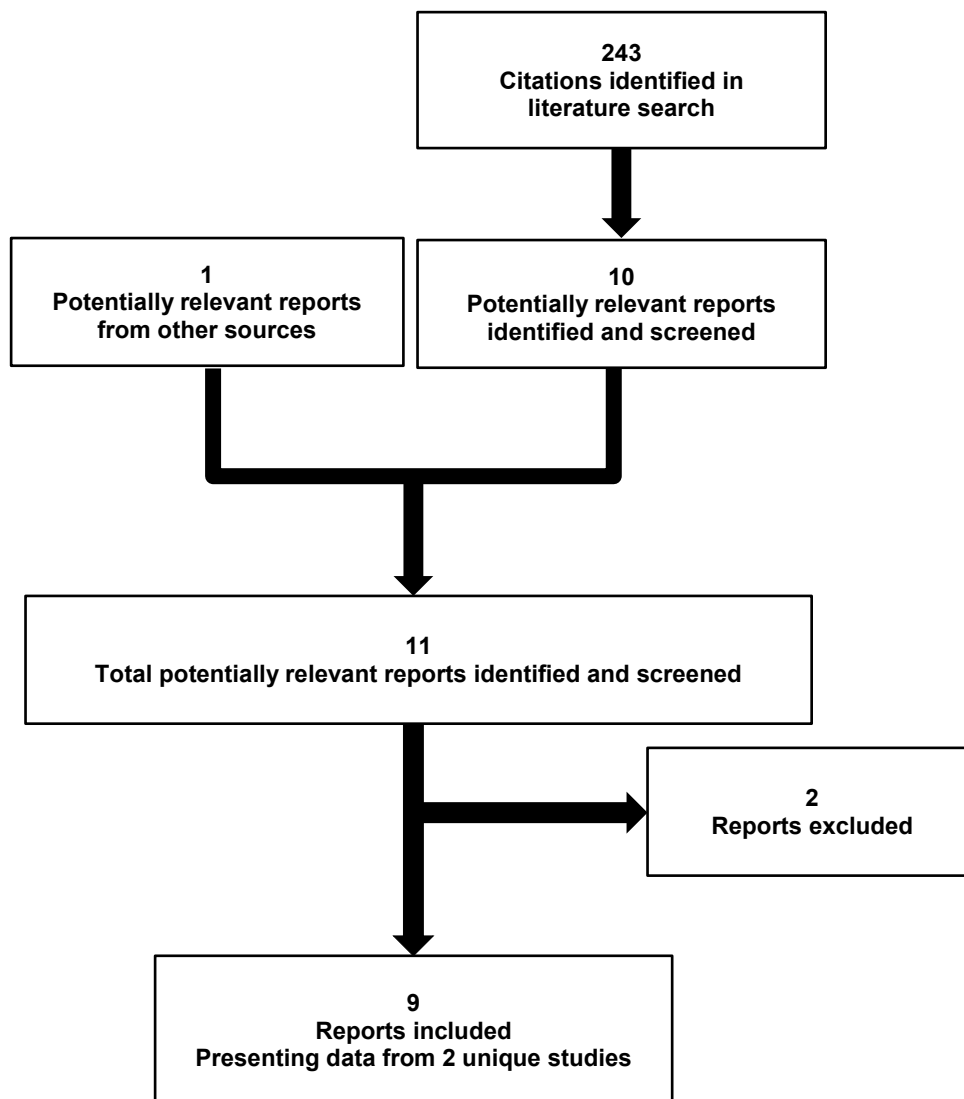 243
Citations identified in
literature search
1
Potentially relevant reports
from other sources
10
Potentially relevant reports
identified and screened
11
Total potentially relevant reports identified and screened
2
Reports excluded
9
Reports included
Presenting data from 2 unique studies